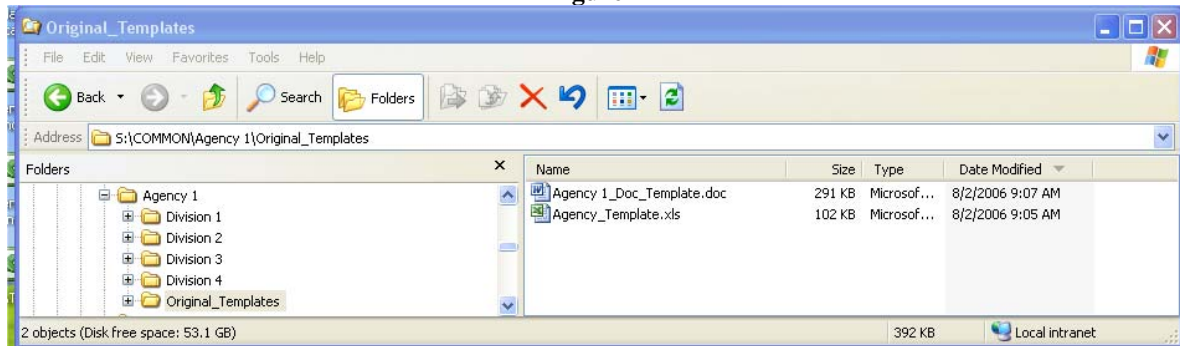 Original_Templates
File Edit View Favorites Tools Help
Back Search Folders
Address S:\COMMON\Agency 1\Original_Templates
Folders x Name Size Type Date Modified
Agency 1 Agency 1_Doc_Template.doc 291 KB Microsof... 8/2/2006 9:07 AM
Division 1 Agency_Template.xls 102 KB Microsof... 8/2/2006 9:05 AM
Division 2
Division 3
Division 4
Original_Templates
2 objects (Disk free space: 53.1 GB) 392 KB Local intranet